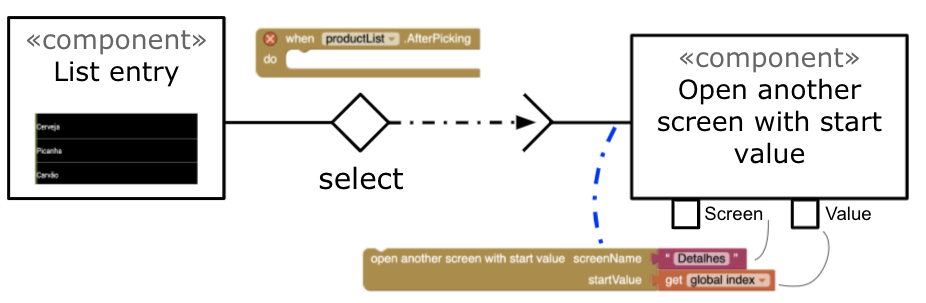 «component»
List entry
Cerveja
Picanha
Carvão
when productList .AfterPicking
do
select
«component»
Open another
screen with start
value
Screen
Value
open another screen with start value screenName “ Detalhes ”
startValue get global index